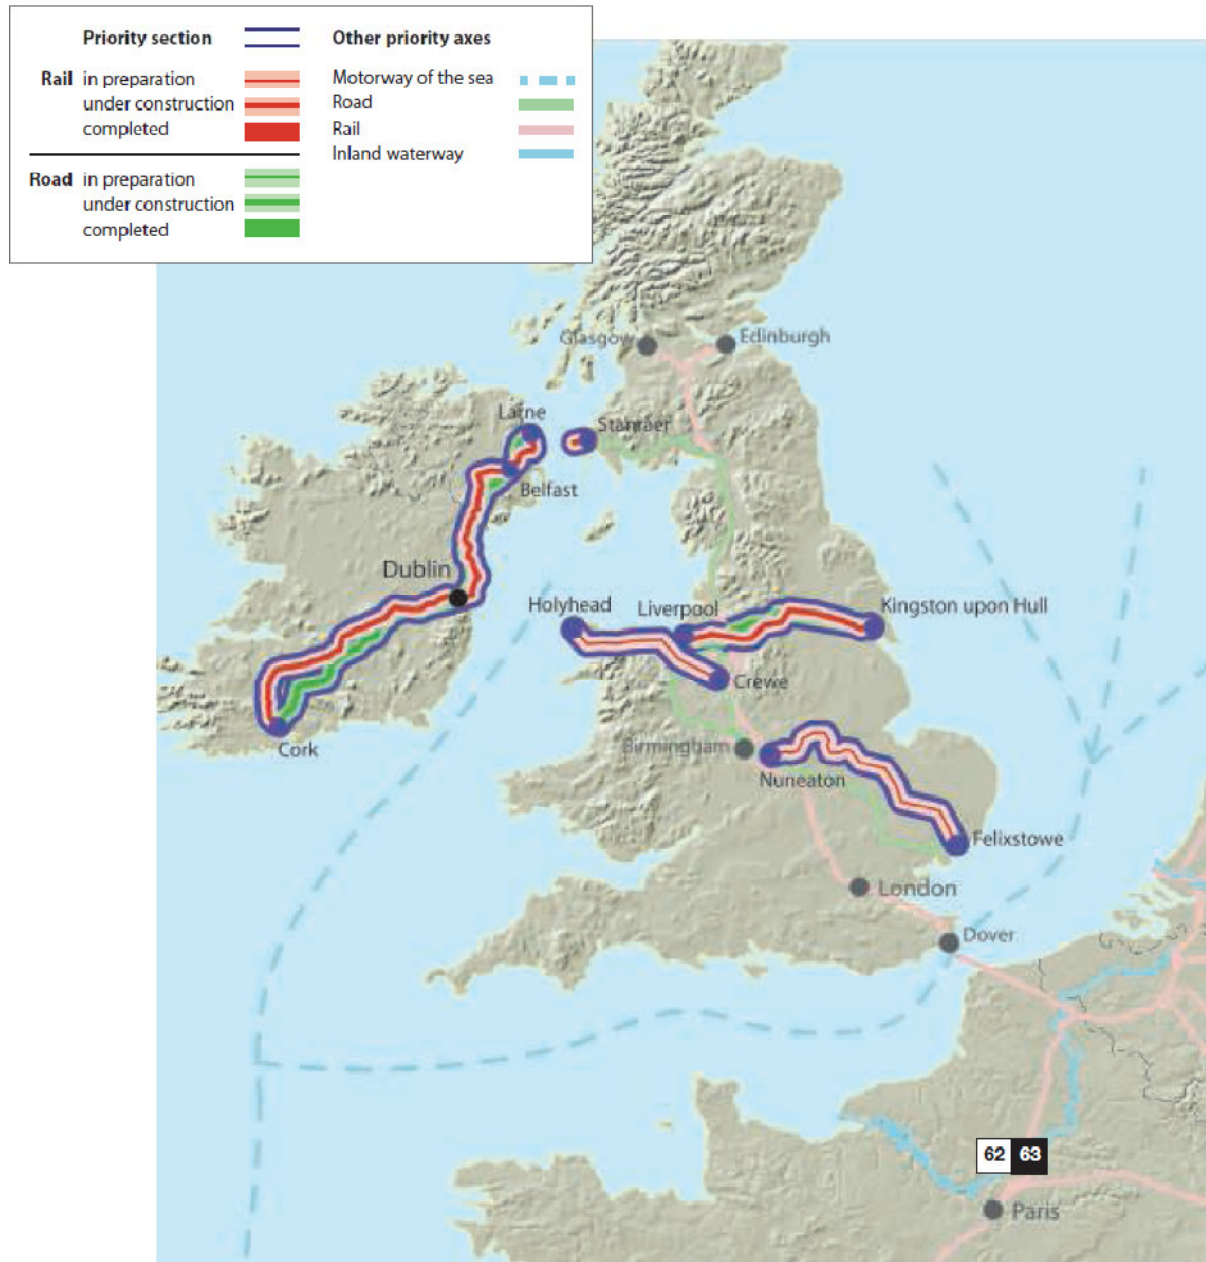 Priority section
Rail in preparation
under construction
completed
Road in preparation
under construction
completed
Other priority axes
Motorway of the sea
Road
Rail
Inland waterway
Glasgow
Edinburgh
Larne
Stanraer
Belfast
Dublin
Holyhead
Liverpool
Kingston upon Hull
Crewe
Cork
Birmingham
Nuneaton
Felixstowe
London
Dover
62 63
Paris